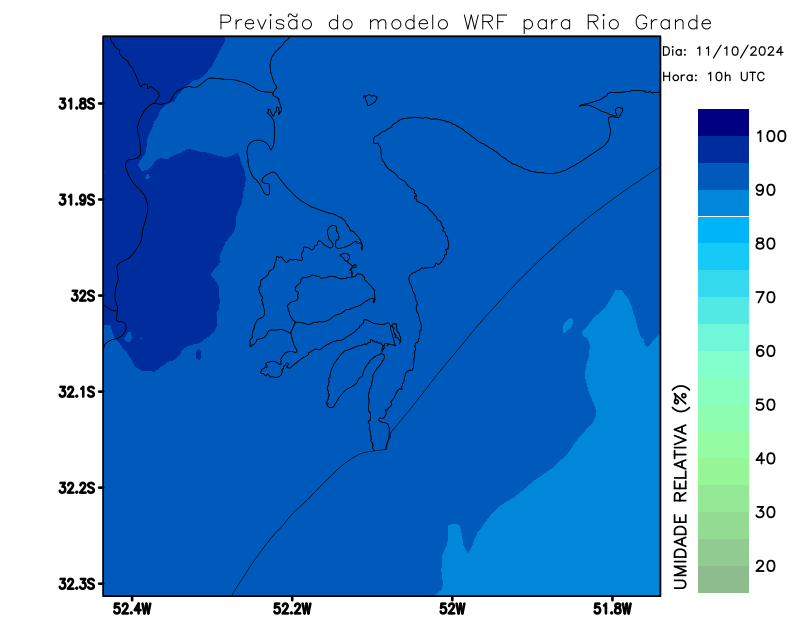 Previsão do modelo WRF para Rio Grande
Dia: 11/10/2024
Hora: 10h UTC
31.8S
31.9S
32S
32.1S
32.2S
32.3S
52.4W
52.2W
52W
51.8W
UMIDADE RELATIVA (%)
100
90
80
70
60
50
40
30
20